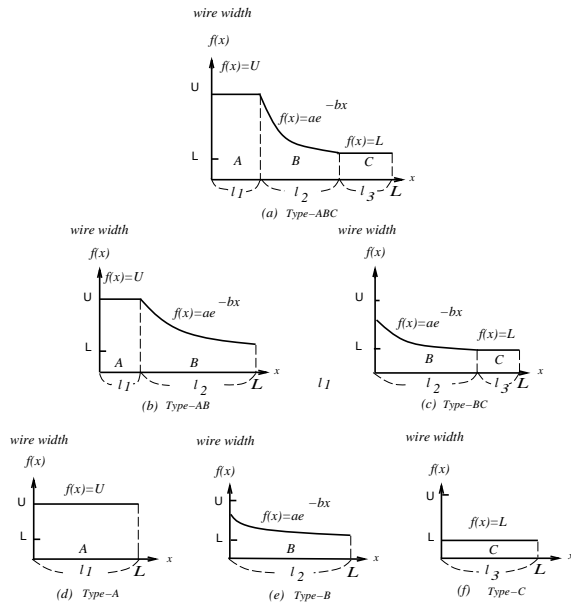 wire width
f(x)
f(x)=U
U
f(x)=ae^-bx
f(x)=L
L
A B C
x
l1 l2 l3 L
(a) Type-ABC
wire width
f(x)
f(x)=U
U
f(x)=ae^-bx
L
A B
x
l1 l2 L
(b) Type-AB
l1
wire width
f(x)
U
f(x)=ae^-bx
f(x)=L
L
B C
x
l2 l3 L
(c) Type-BC
wire width
f(x)
f(x)=U
U
L
A
x
l1 L
(d) Type-A
wire width
f(x)
U
f(x)=ae^-bx
L
B
x
l2 L
(e) Type-B
wire width
f(x)
U
f(x)=L
L
C
x
l3 L
(f) Type-C